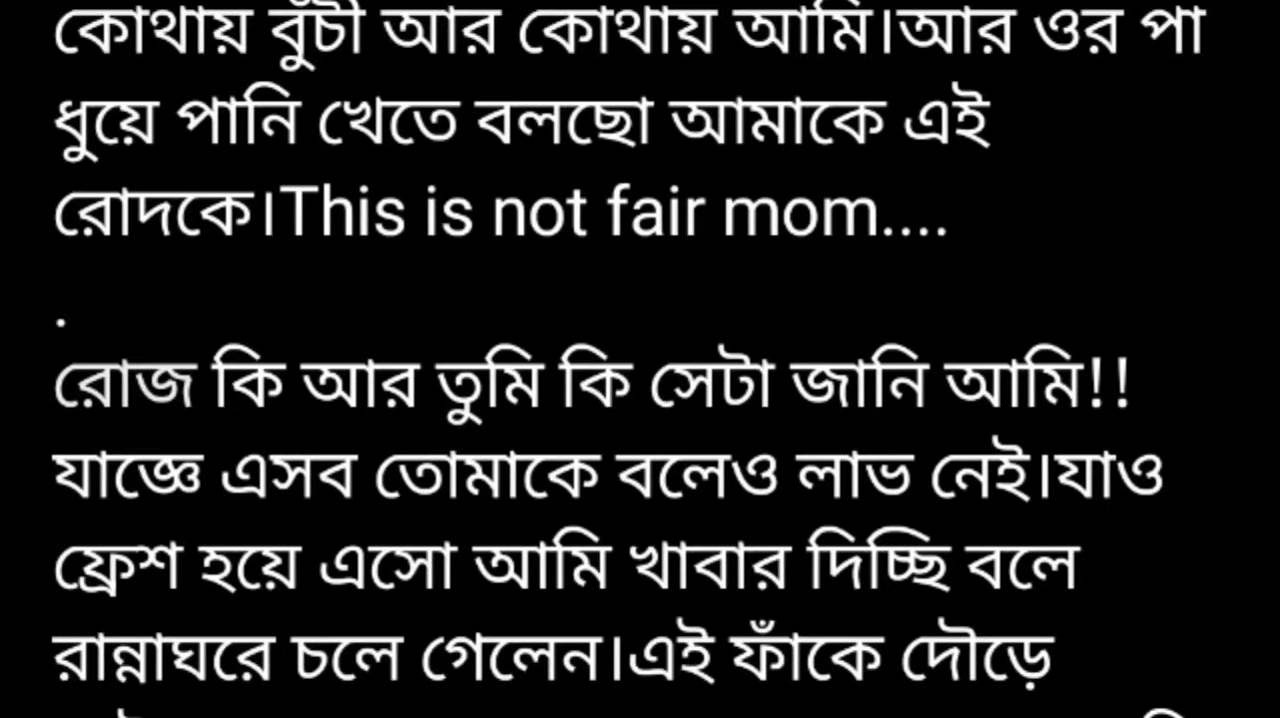 কোথায় বুঁচী আর কোথায় আমি।আর ওর পা
ধুয়ে পানি খেতে বলছো আমাকে এই
রোদকে।This is not fair mom....
.
রোজ কি আর তুমি কি সেটা জানি আমি!!
যাজ্ঞে এসব তোমাকে বলেও লাভ নেই।যাও
ফ্রেশ হয়ে এসো আমি খাবার দিচ্ছি বলে
রান্নাঘরে চলে গেলেন।এই ফাঁকে দৌড়ে